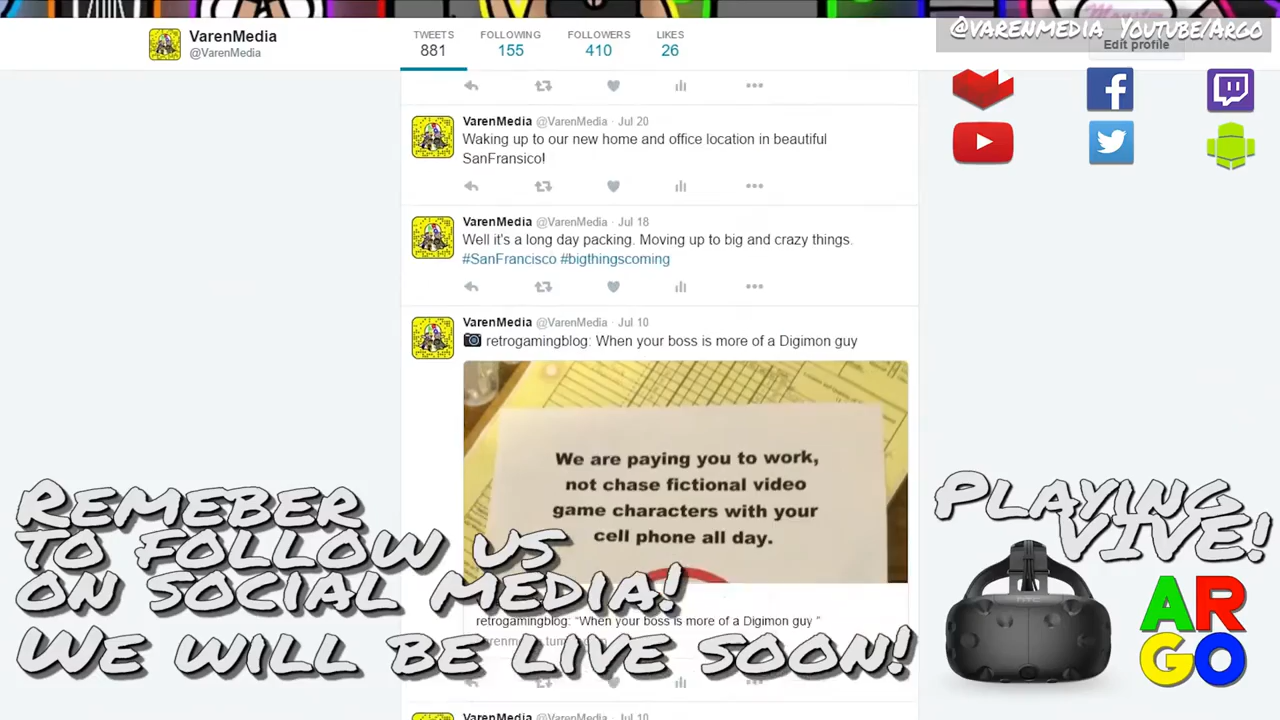 @VARENMEDIA YOUTUBE/ARGO
VarenMedia
@VarenMedia
TWEETS
881
FOLLOWING
155
FOLLOWERS
410
LIKES
26
Edit profile
VarenMedia @VarenMedia · Jul 20
Waking up to our new home and office location in beautiful
SanFransico!
VarenMedia @VarenMedia · Jul 18
Well it's a long day packing. Moving up to big and crazy things.
#SanFrancisco #bigthingscoming
VarenMedia @VarenMedia · Jul 10
retrogamingblog: When your boss is more of a Digimon guy
We are paying you to work,
not chase fictional video
game characters with your
cell phone all day.
retrogamingblog: “When your boss is more of a Digimon guy ”
VarenMedia @VarenMedia · Jul 10
REMEBER
TO FOLLOW US
ON SOCIAL MEDIA!
WE WILL BE LIVE SOON!
PLAYING
VIVE!
AR
GO